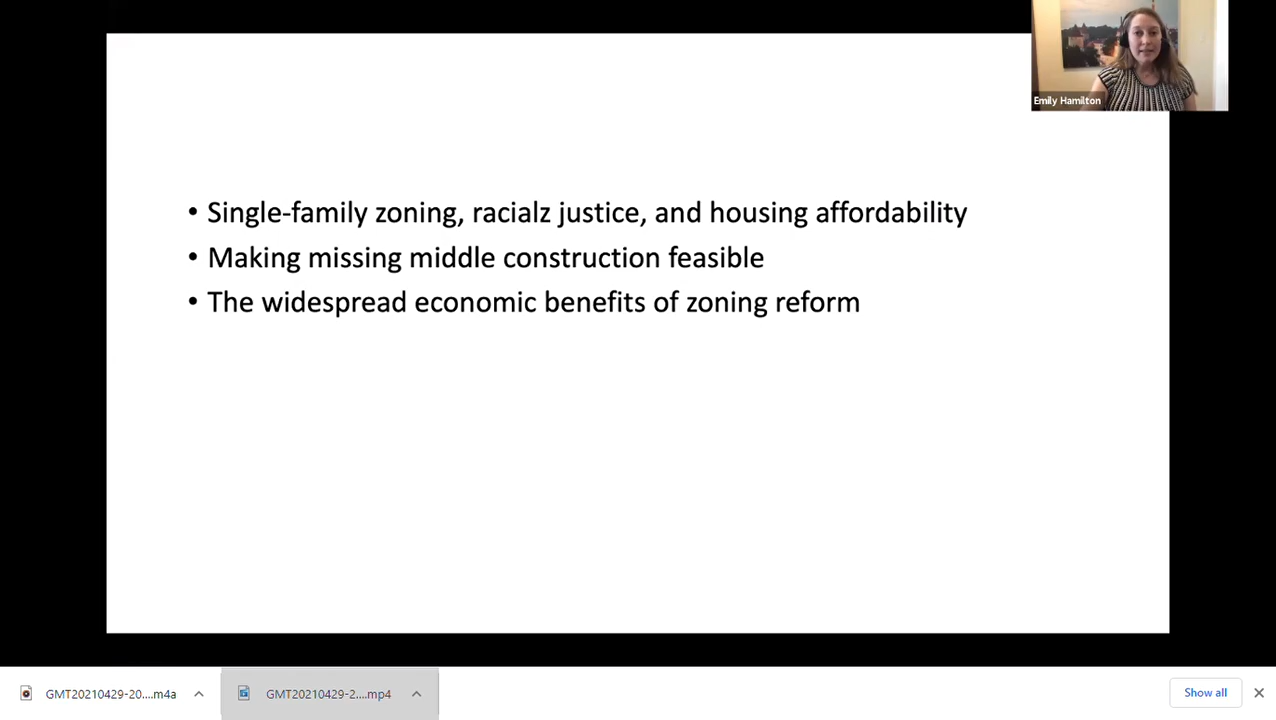 Emily Hamilton
• Single-family zoning, racialz justice, and housing affordability
• Making missing middle construction feasible
• The widespread economic benefits of zoning reform
GMT20210429-20....m4a
GMT20210429-2....mp4
Show all